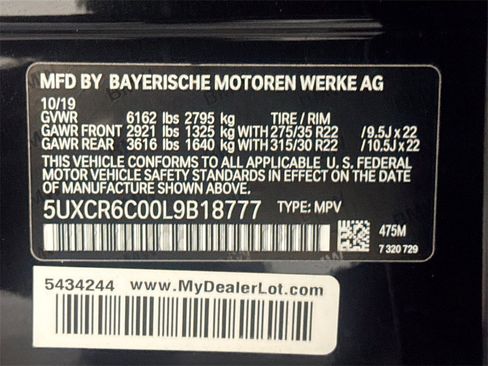 MFD BY BAYERISCHE MOTOREN WERKE AG
10/19
GVWR 6162 lbs 2795 kg TIRE / RIM
GAWR FRONT 2921 lbs 1325 kg WITH 275/35 R22 / 9.5J x 22
GAWR REAR 3616 lbs 1640 kg WITH 315/30 R22 / 10.5J x 22
THIS VEHICLE CONFORMS TO ALL APPLICABLE U. S. FEDERAL
MOTOR VEHICLE SAFETY STANDARDS IN EFFECT ON THE
DATE OF MANUFACTURE SHOWN ABOVE.
5UXCR6C00L9B18777 TYPE: MPV
475M
7 320 729
5434244 www.MyDealerLot.com